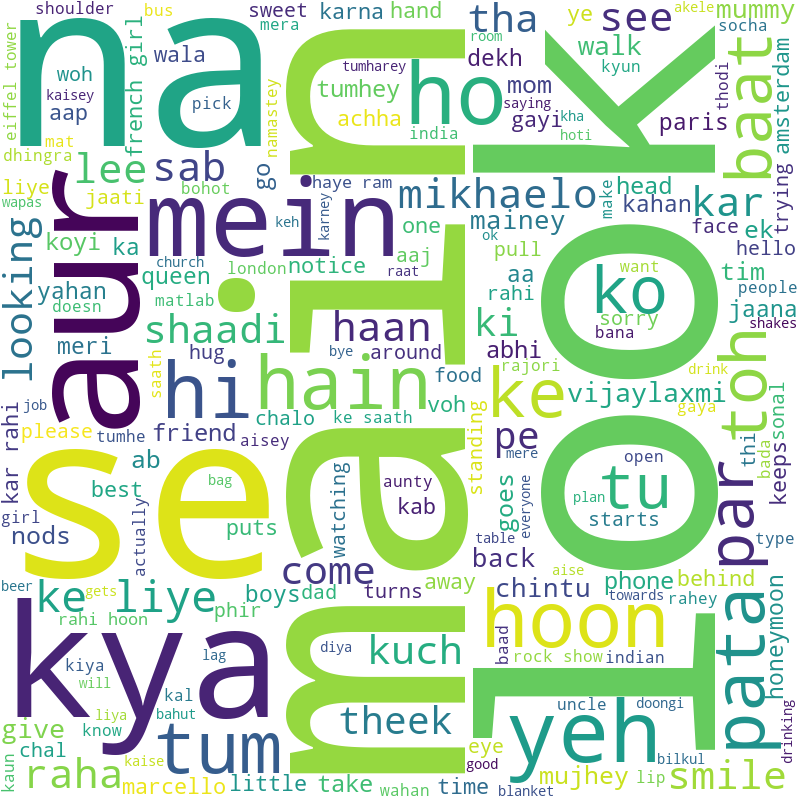 shoulder
bus
sweet
karna
hand
ye
akele
mummy
eiffel tower
na
french girl
mera
room
tha
see
socha
woh
wala
tumharey
dekh
walk
kaisey
pick
tumhey
ho
mom
saying
kyun
thodi
baat
amsterdam
aap
namastey
main
achha
gayi
kha
paris
mat
india
hoti
look
dhingra
lee
sab
go
haye ram
mikhaelo
make
head
kar
trying
liye
jaati
bohot
karney
kahan
wapas
aur
mein
keh
one
mainey
face
ek
looking
koyi
ka
church
ok
pull
hello
queen
london
notice
aaj
aa
ko
want
tim
yahan
raat
rahi
people
doesn
matlab
ki
sorry
jaana
meri
shaadi
haan
bana
shakes
hug
bye
around
abhi
saath
hi
hain
food
rajori
drink
toh
job
ke
vijaylaxmi
gaya
kar rahi
please
tumhe
friend
chalo
ke saath
voh
sonal
aisey
standing
pe
mere
open
thi
bada
keeps
girl
ab
se
bag
watching
aunty
kab
goes
everyone
plan
tu
par
nods
best
actually
puts
starts
table
back
type
beer
gets
come
aise
ke liye
boys
dad
turns
away
chintu
phone
behind
towards
rahey
rahi hoon
phir
hoon
pata
honeymoon
kya
kiya
lag
diya
kuch
baad
rock show
indian
will
kal
liya
bahut
theek
uncle
doongi
give
know
tum
yeh
drinking
chal
eye
good
bilkul
kaun
raha
kaise
marcello
little
take
wahan
time
blanket
mujhey
lip
smile